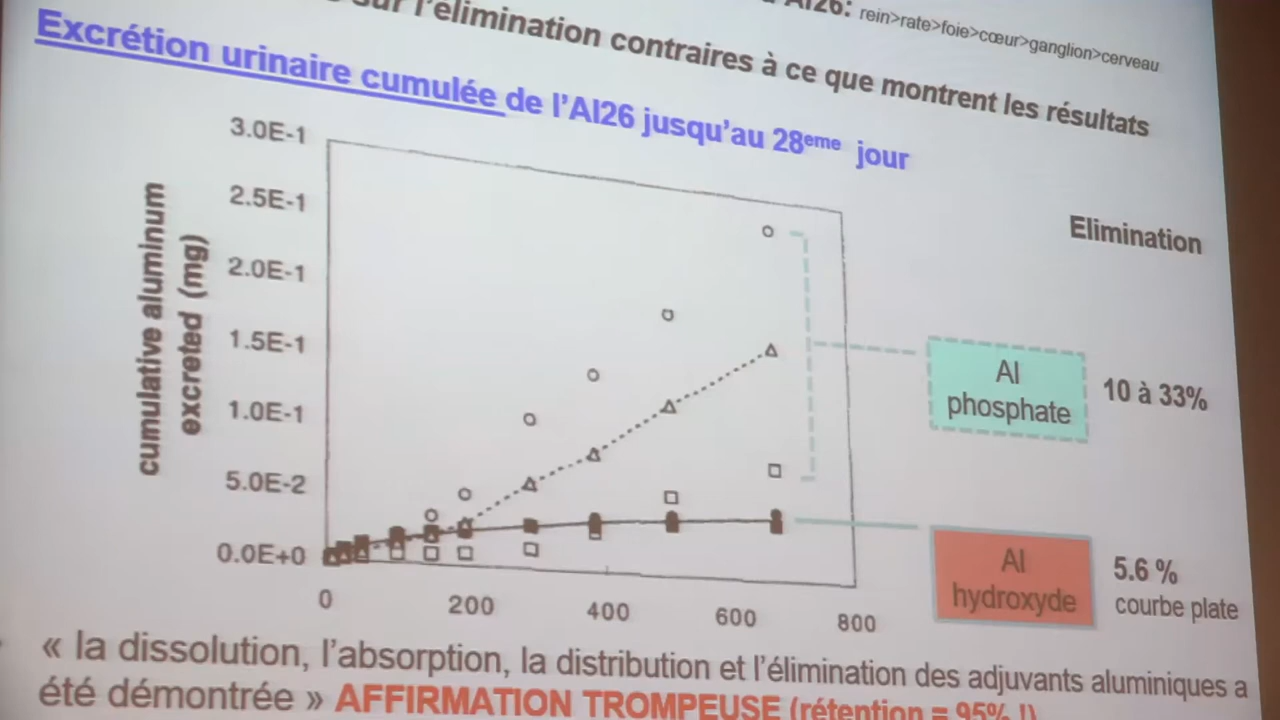 Al26: rein>rate>foie>cœur>ganglion>cerveau
sur l'élimination contraires à ce que montrent les résultats
Excrétion urinaire cumulée de l'Al26 jusqu'au 28eme jour
3.0E-1
2.5E-1
2.0E-1
1.5E-1
1.0E-1
5.0E-2
0.0E+0
cumulative aluminum
excreted (mg)
0
200
400
600
800
Elimination
Al
phosphate
10 à 33%
Al
hydroxyde
5.6 %
courbe plate
« la dissolution, l'absorption, la distribution et l'élimination des adjuvants aluminiques a
été démontrée » AFFIRMATION TROMPEUSE (rétention = 95% !)